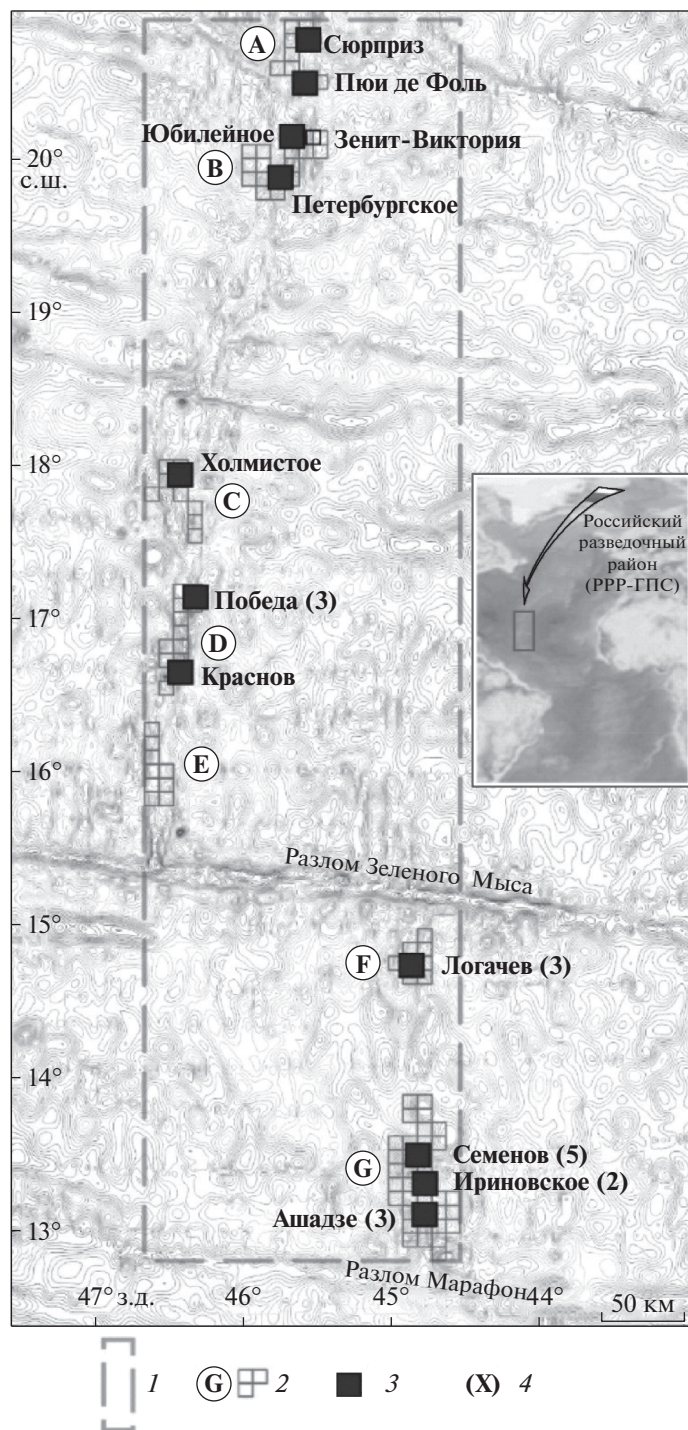 A
Сюрприз
Пюи де Фоль
Юбилейное
Зенит-Виктория
20°
с.ш.
B
Петербургское
19°
18°
Холмистое
C
Российский
разведочный
район
(РРР-ГПС)
17°
Победа (3)
D
Краснов
16°
E
Разлом Зеленого Мыса
15°
F
Логачев (3)
14°
G
Семенов (5)
Ириновское (2)
Ашадзе (3)
13°
Разлом Марафон
47° з.д.
46°
45°
44°
50 км
1
G
2
3
(X)
4